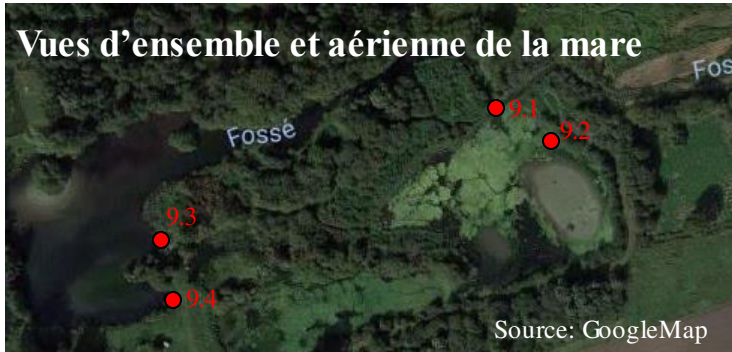 Vues d’ensemble et aérienne de la mare
Fos
9.1
9.2
Fossé
9.3
9.4
Source: GoogleMap